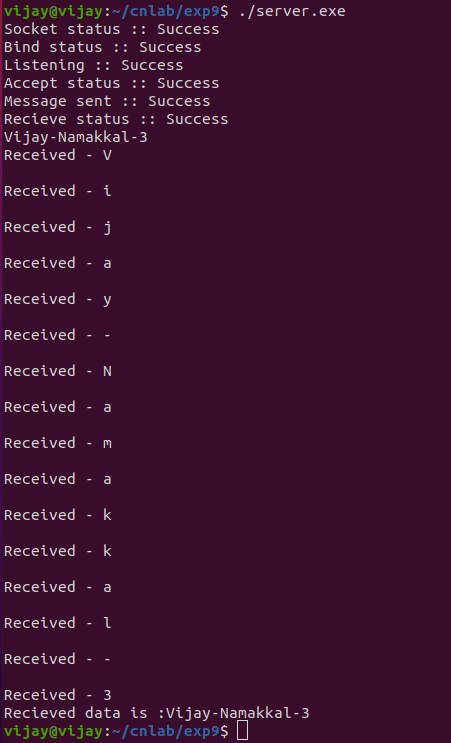 vijay@vijay:~/cnlab/exp9$ ./server.exe
Socket status :: Success
Bind status :: Success
Listening :: Success
Accept status :: Success
Message sent :: Success
Recieve status :: Success
Vijay-Namakkal-3
Received - V
Received - i
Received - j
Received - a
Received - y
Received - -
Received - N
Received - a
Received - m
Received - a
Received - k
Received - k
Received - a
Received - l
Received - -
Received - 3
Recieved data is :Vijay-Namakkal-3
vijay@vijay:~/cnlab/exp9$